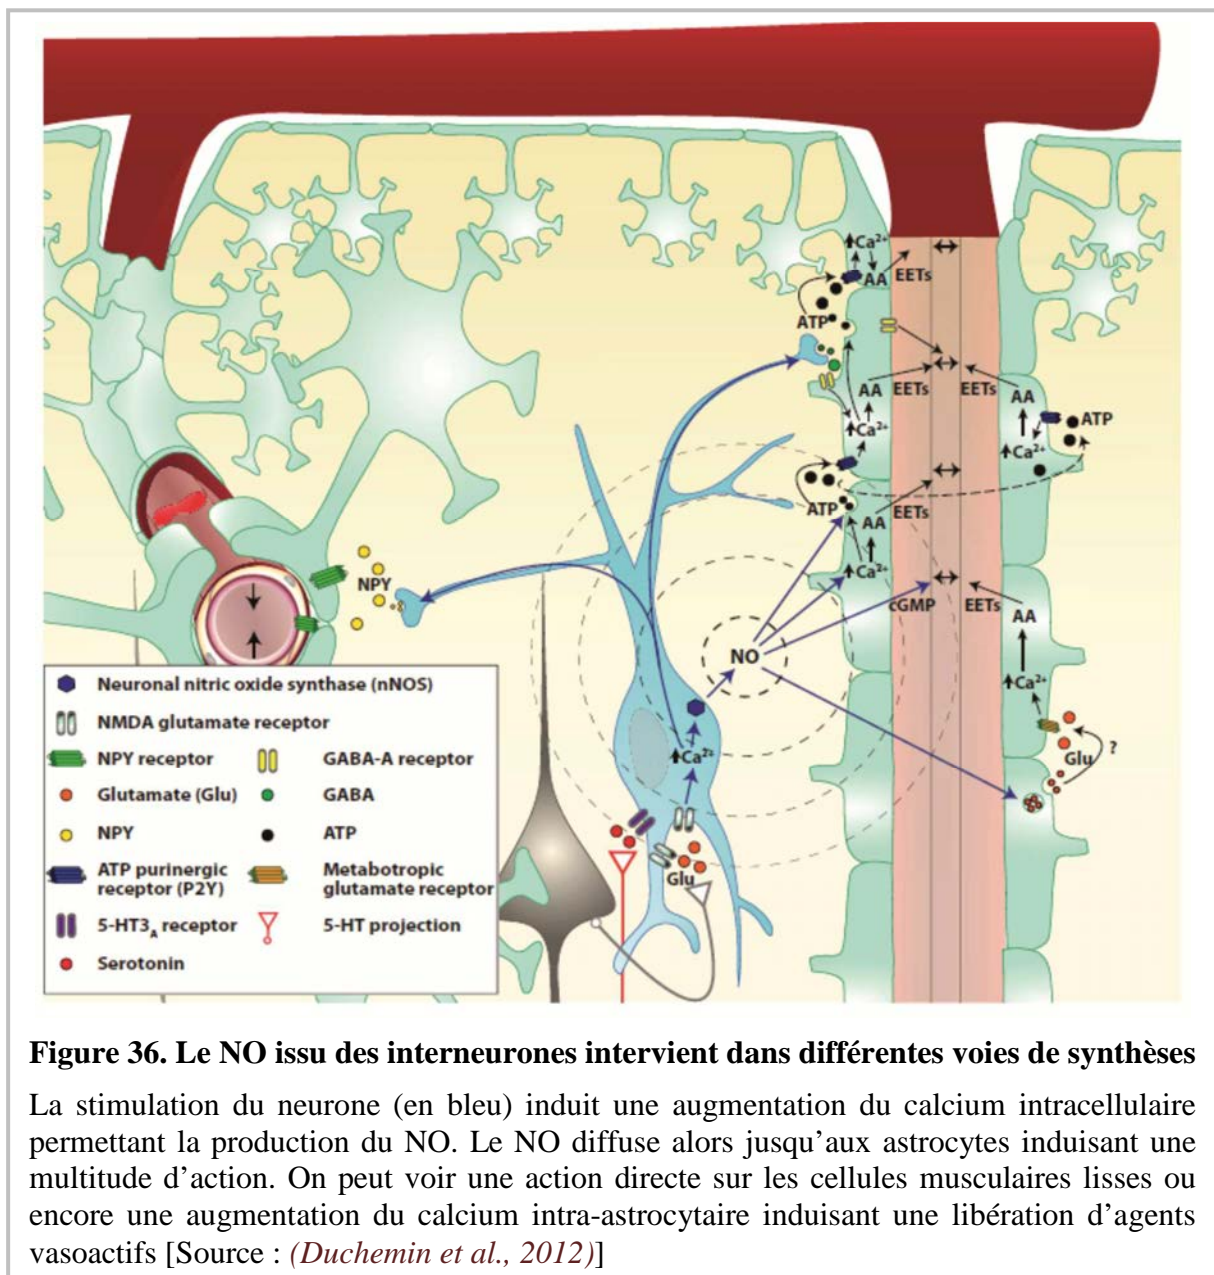 ↑Ca²⁺
AA
EETs
ATP
AA
EETs
EETs
AA
ATP
↑Ca²⁺
↑Ca²⁺
ATP
AA
EETs
↑Ca²⁺
NPY
cGMP
EETs
AA
NO
↑Ca²⁺
↑Ca²⁺
Glu
?
Glu
Neuronal nitric oxide synthase (nNOS)
NMDA glutamate receptor
NPY receptor
GABA-A receptor
Glutamate (Glu)
GABA
NPY
ATP
ATP purinergic
receptor (P2Y)
Metabotropic
glutamate receptor
5-HT3A receptor
5-HT projection
Serotonin
Figure 36. Le NO issu des interneurones intervient dans différentes voies de synthèses
La stimulation du neurone (en bleu) induit une augmentation du calcium intracellulaire
permettant la production du NO. Le NO diffuse alors jusqu’aux astrocytes induisant une
multitude d’action. On peut voir une action directe sur les cellules musculaires lisses ou
encore une augmentation du calcium intra-astrocytaire induisant une libération d’agents
vasoactifs [Source : (Duchemin et al., 2012)]